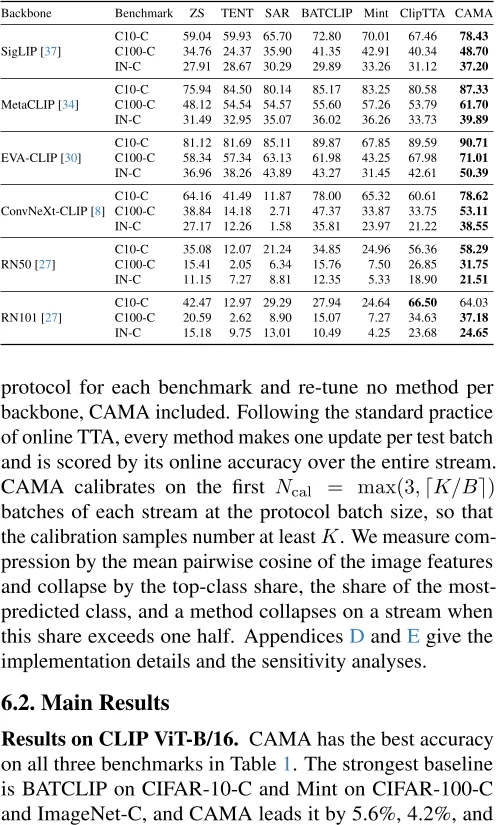 Backbone Benchmark ZS TENT SAR BATCLIP Mint ClipTTA CAMA
C10-C 59.04 59.93 65.70 72.80 70.01 67.46 78.43
SigLIP [37] C100-C 34.76 24.37 35.90 41.35 42.91 40.34 48.70
IN-C 27.91 28.67 30.29 29.89 33.26 31.12 37.20
C10-C 75.94 84.50 80.14 85.17 83.25 80.58 87.33
MetaCLIP [34] C100-C 48.12 54.54 54.57 55.60 57.26 53.79 61.70
IN-C 31.49 32.95 35.07 36.02 36.26 33.73 39.89
C10-C 81.12 81.69 85.11 89.87 67.85 89.59 90.71
EVA-CLIP [30] C100-C 58.34 57.34 63.13 61.98 43.25 67.98 71.01
IN-C 36.96 38.26 43.89 43.27 31.45 42.61 50.39
C10-C 64.16 41.49 11.87 78.00 65.32 60.61 78.62
ConvNeXt-CLIP [8] C100-C 38.84 14.18 2.71 47.37 33.87 33.75 53.11
IN-C 27.17 12.26 1.58 35.81 23.97 21.22 38.55
C10-C 35.08 12.07 21.24 34.85 24.96 56.36 58.29
RN50 [27] C100-C 15.41 2.05 6.34 15.76 7.50 26.85 31.75
IN-C 11.15 7.27 8.81 12.35 5.33 18.90 21.51
C10-C 42.47 12.97 29.29 27.94 24.64 66.50 64.03
RN101 [27] C100-C 20.59 2.62 8.90 15.07 7.27 34.63 37.18
IN-C 15.18 9.75 13.01 10.49 4.25 23.68 24.65
protocol for each benchmark and re-tune no method per
backbone, CAMA included. Following the standard practice
of online TTA, every method makes one update per test batch
and is scored by its online accuracy over the entire stream.
CAMA calibrates on the first N_cal = max(3, ⌈K/B⌉)
batches of each stream at the protocol batch size, so that
the calibration samples number at least K. We measure com-
pression by the mean pairwise cosine of the image features
and collapse by the top-class share, the share of the most-
predicted class, and a method collapses on a stream when
this share exceeds one half. Appendices D and E give the
implementation details and the sensitivity analyses.
6.2. Main Results
Results on CLIP ViT-B/16. CAMA has the best accuracy
on all three benchmarks in Table 1. The strongest baseline
is BATCLIP on CIFAR-10-C and Mint on CIFAR-100-C
and ImageNet-C, and CAMA leads it by 5.6%, 4.2%, and